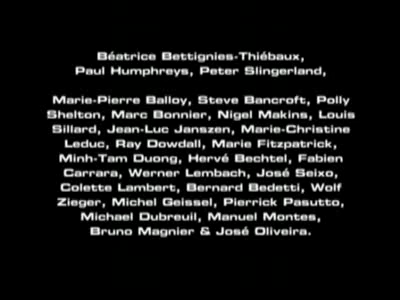 Béatrice Bettignies-Thiébaux,
Paul Humphreys, Peter Slingerland,
Marie-Pierre Balloy, Steve Bancroft, Polly
Shelton, Marc Bonnier, Nigel Makins, Louis
Sillard, Jean-Luc Janszen, Marie-Christine
Leduc, Ray Dowdall, Marie Fitzpatrick,
Minh-Tam Duong, Hervé Bechtel, Fabien
Carrara, Werner Lembach, José Seixo,
Colette Lambert, Bernard Bedetti, Wolf
Zieger, Michel Geissel, Pierrick Pasutto,
Michael Dubreuil, Manuel Montes,
Bruno Magnier & José Oliveira.